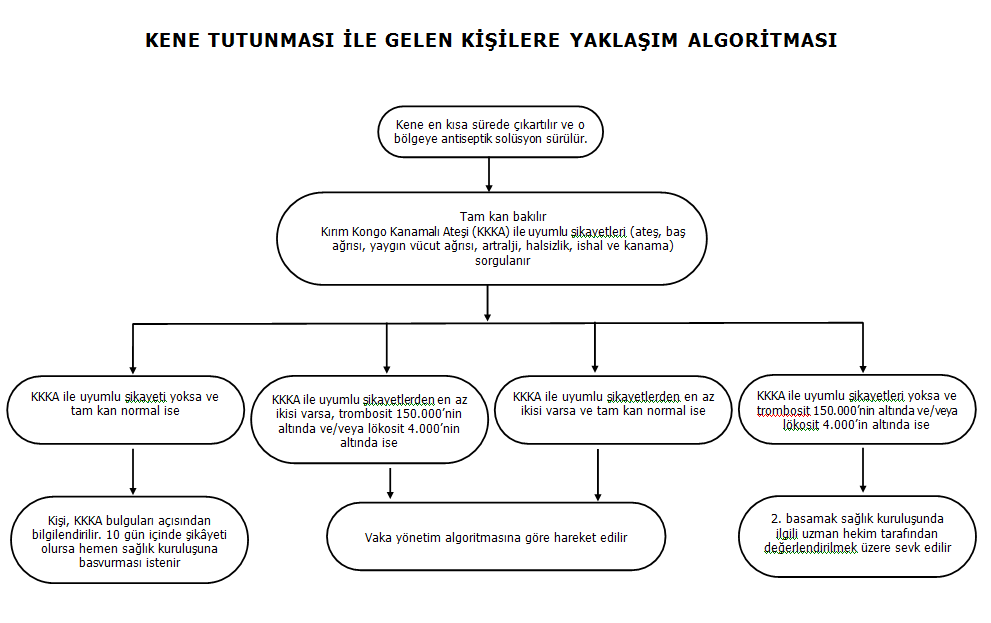 KENE TUTUNMASI İLE GELEN KİŞİLERE YAKLAŞIM ALGORİTMASI
Kene en kısa sürede çıkartılır ve o
bölgeye antiseptik solüsyon sürülür.
Tam kan bakılır
Kırım Kongo Kanamalı Ateşi (KKKA) ile uyumlu şikayetleri (ateş, baş
ağrısı, yaygın vücut ağrısı, artralji, halsizlik, ishal ve kanama)
sorgulanır
KKKA ile uyumlu şikayeti yoksa ve
tam kan normal ise
KKKA ile uyumlu şikayetlerden en az
ikisi varsa, trombosit 150.000’nin
altında ve/veya lökosit 4.000’nin
altında ise
KKKA ile uyumlu şikayetlerden en az
ikisi varsa ve tam kan normal ise
KKKA ile uyumlu şikayetleri yoksa ve
trombosit 150.000’nin altında ve/veya
lökosit 4.000’in altında ise
Kişi, KKKA bulguları açısından
bilgilendirilir. 10 gün içinde şikâyeti
olursa hemen sağlık kuruluşuna
basvurması istenir
Vaka yönetim algoritmasına göre hareket edilir
2. basamak sağlık kuruluşunda
ilgili uzman hekim tarafından
değerlendirilmek üzere sevk edilir